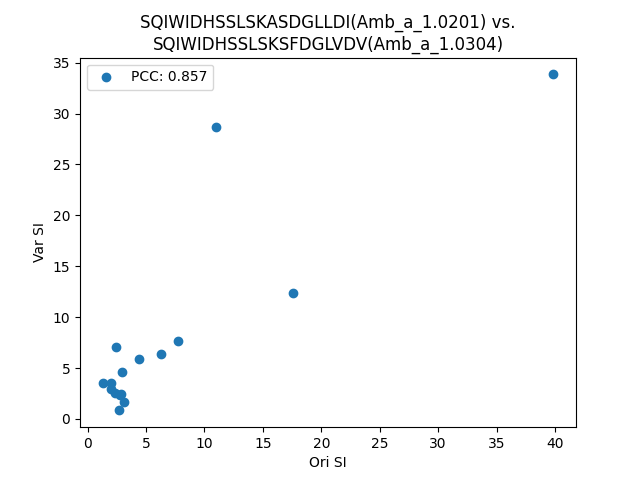 SQIWIDHSSLSKASDGLLDI(Amb_a_1.0201) vs.
SQIWIDHSSLSKSFDGLVDV(Amb_a_1.0304)
PCC: 0.857
35
30
25
20
15
10
5
0
Var SI
0 5 10 15 20 25 30 35 40
Ori SI